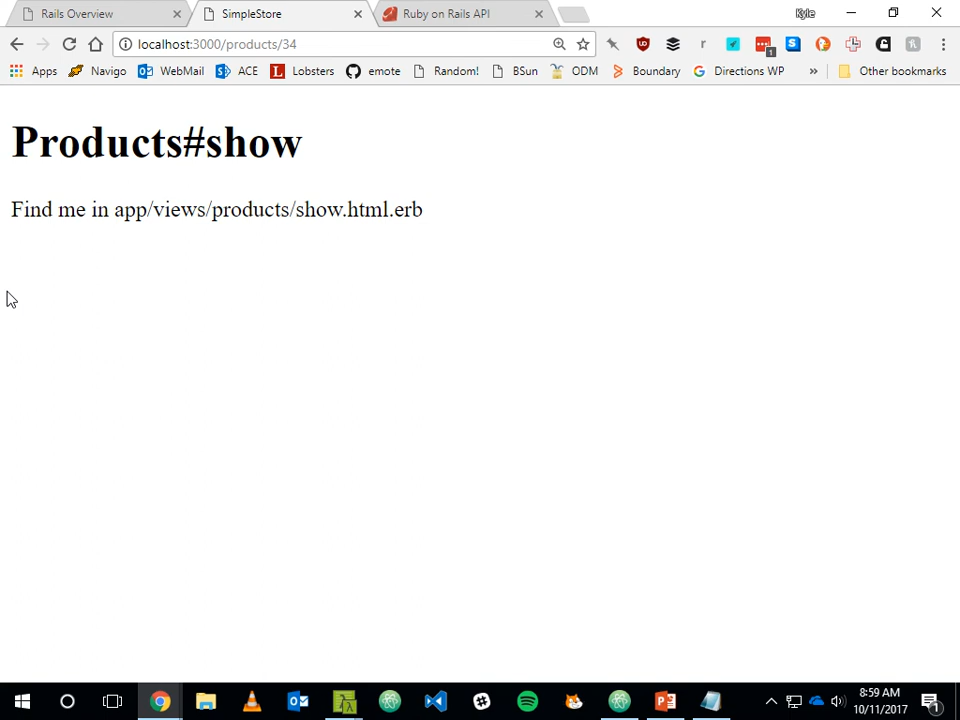 Rails Overview
SimpleStore
Ruby on Rails API
Kyle
localhost:3000/products/34
r
1
Apps
Navigo
WebMail
ACE
Lobsters
emote
Random!
BSun
ODM
Boundary
Directions WP
»
Other bookmarks
Products#show
Find me in app/views/products/show.html.erb
8:59 AM
10/11/2017
1